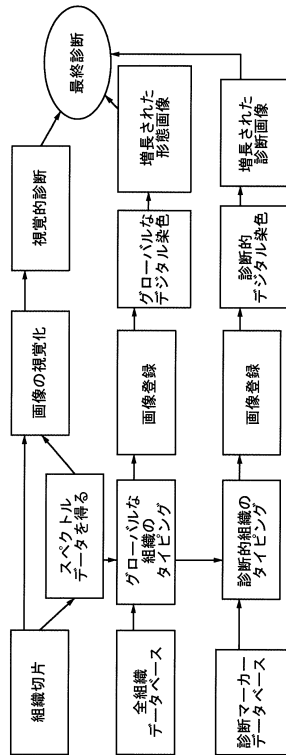 組織切片
画像の視覚化
視覚的診断
最終診断
スペクトル
データを得る
全組織
データベース
グローバルな
組織の
タイピング
画像登録
グローバルな
デジタル染色
増長された
形態画像
診断マーカー
データベース
診断的組織の
タイピング
画像登録
診断的
デジタル染色
増長された
診断画像